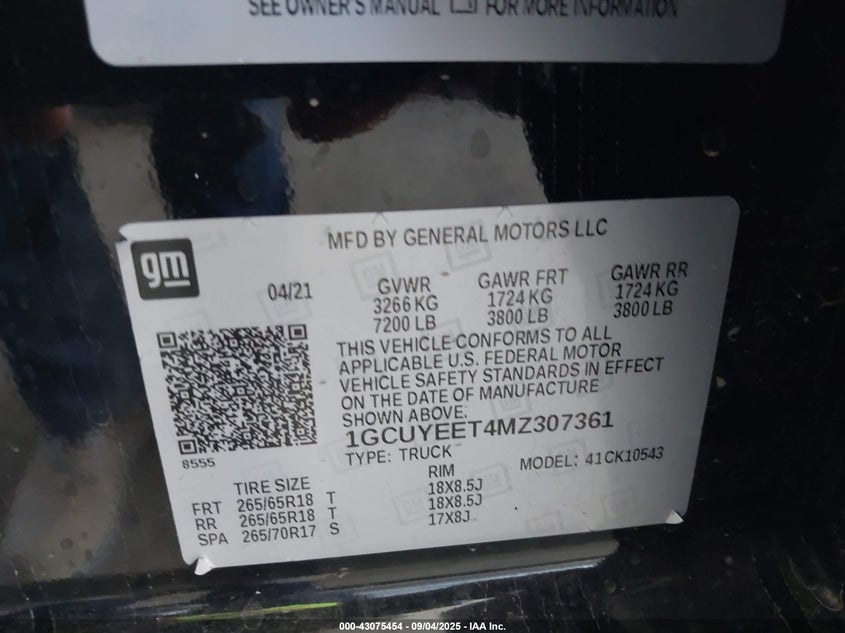 SEE OWNER'S MANUAL FOR MORE INFORMATION
gm
MFD BY GENERAL MOTORS LLC
04/21
GVWR GAWR FRT GAWR RR
3266 KG 1724 KG 1724 KG
7200 LB 3800 LB 3800 LB
THIS VEHICLE CONFORMS TO ALL
APPLICABLE U.S. FEDERAL MOTOR
VEHICLE SAFETY STANDARDS IN EFFECT
ON THE DATE OF MANUFACTURE
SHOWN ABOVE.
1GCUYEET4MZ307361
8555
TYPE: TRUCK MODEL: 41CK10543
TIRE SIZE RIM
FRT 265/65R18 T 18X8.5J
RR 265/65R18 T 18X8.5J
SPA 265/70R17 S 17X8J
000-43075454 - 09/04/2025 - IAA Inc.